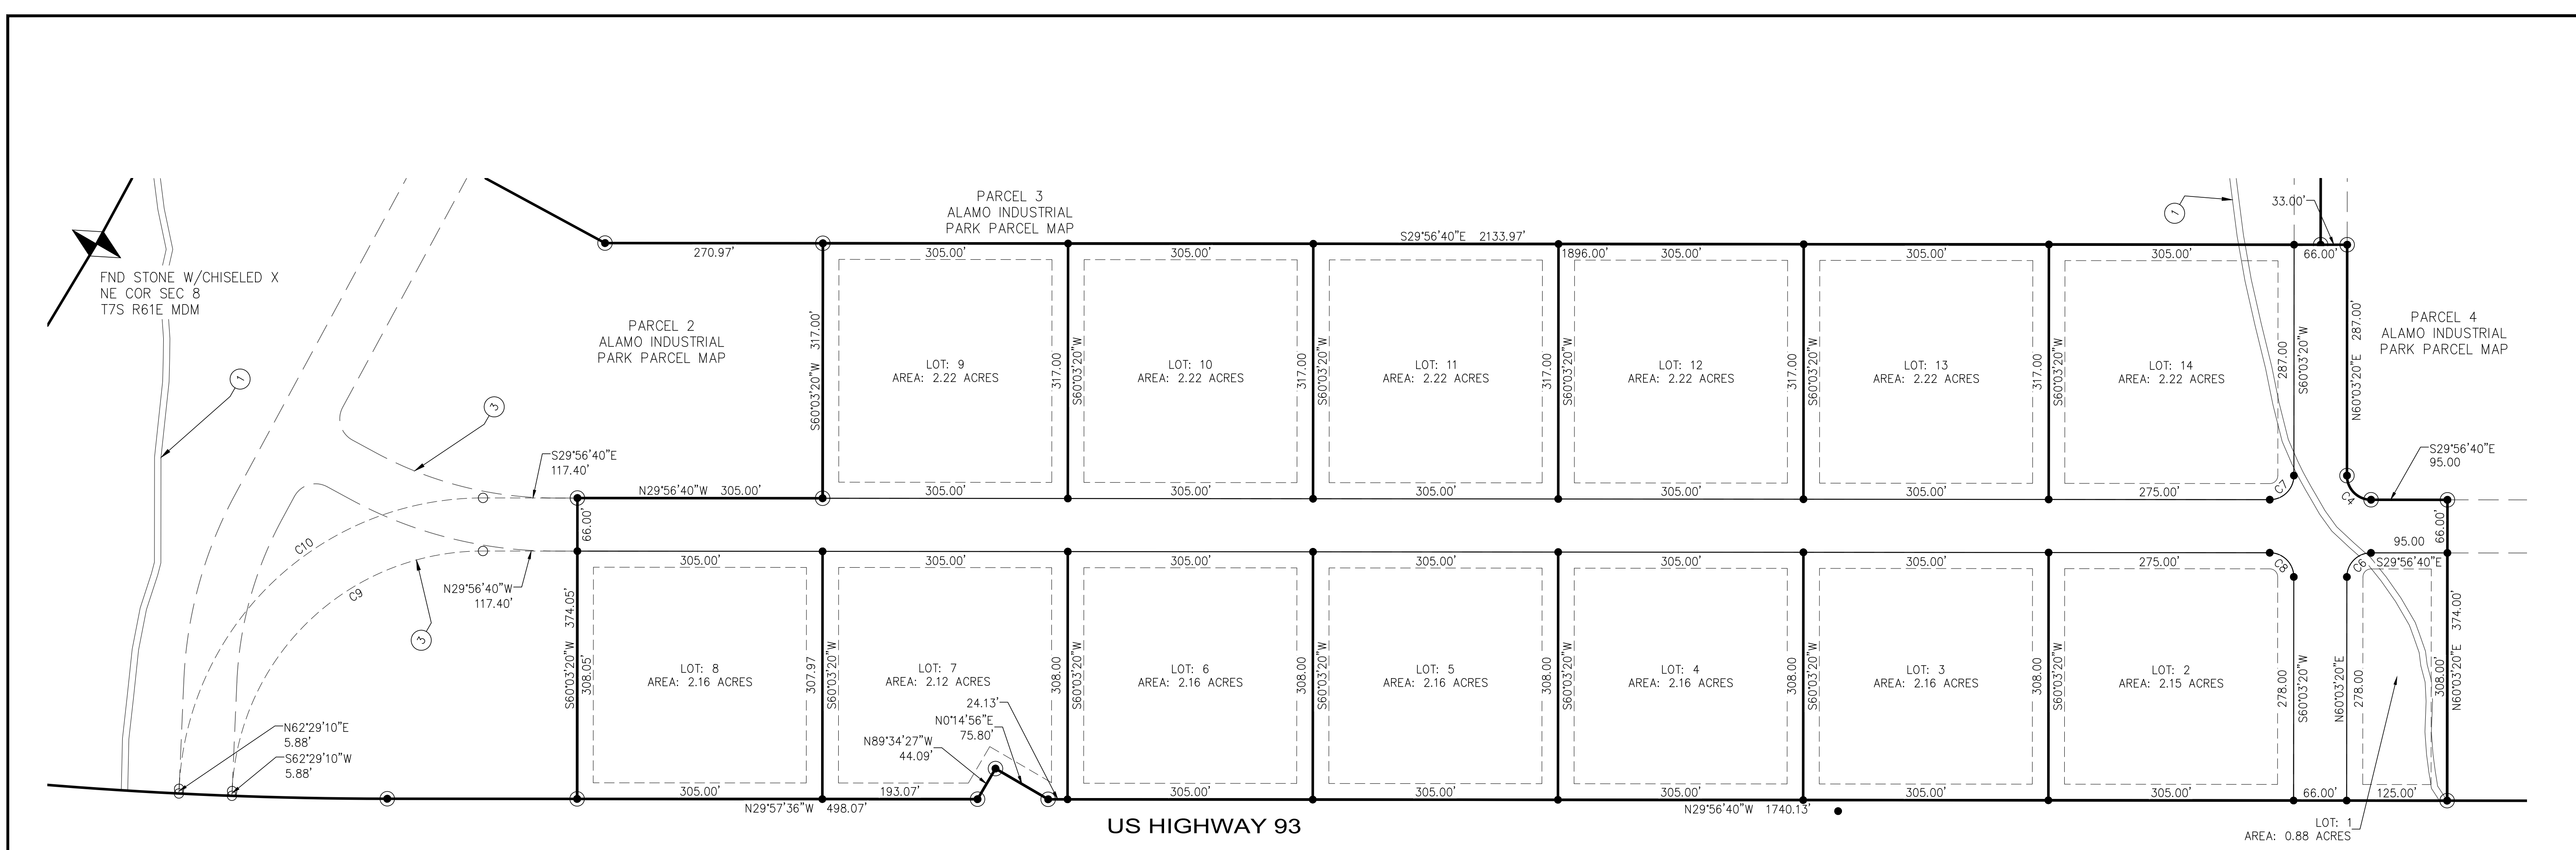 PARCEL 3
ALAMO INDUSTRIAL
PARK PARCEL MAP
1
33.00'
S29°56'40"E 2133.97'
270.97'
305.00'
305.00'
305.00'
1896.00'
305.00'
305.00'
305.00'
66.00'
FND STONE W/CHISELED X
NE COR SEC 8
T7S R61E MDM
PARCEL 2
ALAMO INDUSTRIAL
PARK PARCEL MAP
S60°03'20"W 317.00'
LOT: 9
AREA: 2.22 ACRES
317.00
S60°03'20"W
LOT: 10
AREA: 2.22 ACRES
317.00
S60°03'20"W
LOT: 11
AREA: 2.22 ACRES
317.00
S60°03'20"W
LOT: 12
AREA: 2.22 ACRES
317.00
S60°03'20"W
LOT: 13
AREA: 2.22 ACRES
317.00
S60°03'20"W
LOT: 14
AREA: 2.22 ACRES
287.00
S60°03'20"W
N60°03'20"E 287.00'
PARCEL 4
ALAMO INDUSTRIAL
PARK PARCEL MAP
1
3
S29°56'40"E
117.40'
S29°56'40"E
95.00
N29°56'40"W 305.00'
305.00'
305.00'
305.00'
305.00'
305.00'
275.00'
C7
C4
66.00'
66.00'
C10
C9
N29°56'40"W
117.40'
3
305.00'
305.00'
305.00'
305.00'
305.00'
305.00'
275.00'
C8
C6
95.00
S29°56'40"E
S60°03'20"W 374.05'
308.05'
LOT: 8
AREA: 2.16 ACRES
307.97
S60°03'20"W
LOT: 7
AREA: 2.12 ACRES
308.00
S60°03'20"W
LOT: 6
AREA: 2.16 ACRES
308.00
S60°03'20"W
LOT: 5
AREA: 2.16 ACRES
308.00
S60°03'20"W
LOT: 4
AREA: 2.16 ACRES
308.00
S60°03'20"W
LOT: 3
AREA: 2.16 ACRES
308.00
S60°03'20"W
LOT: 2
AREA: 2.15 ACRES
278.00
S60°03'20"W
N60°03'20"E
278.00
308.00'
N60°03'20"E 374.00'
24.13'
N0°14'56"E
75.80'
N89°34'27"W
44.09'
N62°29'10"E
5.88'
S62°29'10"W
5.88'
305.00'
193.07'
305.00'
305.00'
305.00'
305.00'
305.00'
66.00'
125.00'
N29°57'36"W 498.07'
N29°56'40"W 1740.13'
US HIGHWAY 93
LOT: 1
AREA: 0.88 ACRES